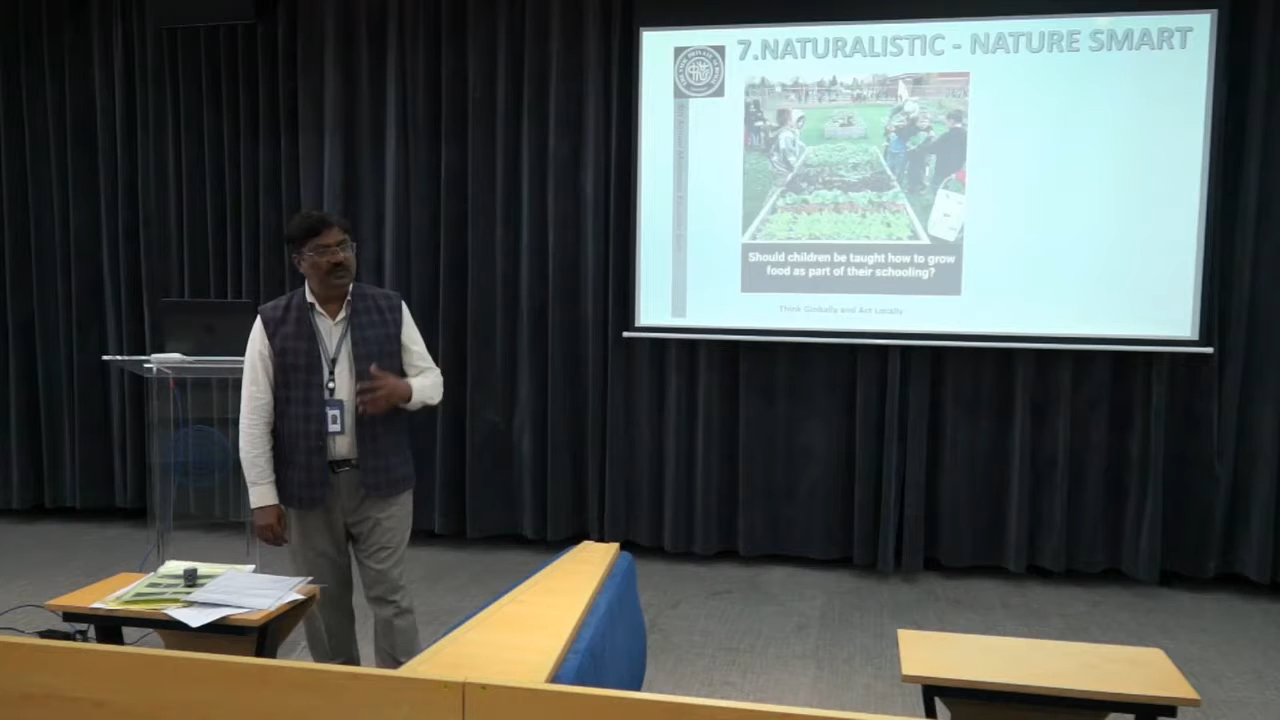 7.NATURALISTIC - NATURE SMART
Should children be taught how to grow
food as part of their schooling?
Think Globally and Act Locally